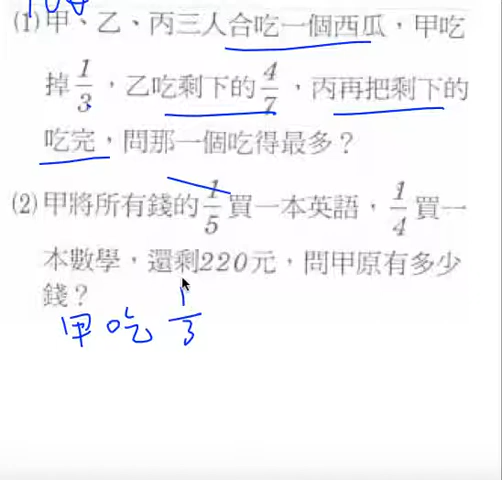 (1)甲、乙、丙三人合吃一個西瓜，甲吃
掉1/3，乙吃剩下的4/7，丙再把剩下的
吃完，問那一個吃得最多？
(2)甲將所有錢的1/5買一本英語，1/4買一
本數學，還剩220元，問甲原有多少
錢？
甲吃1/3